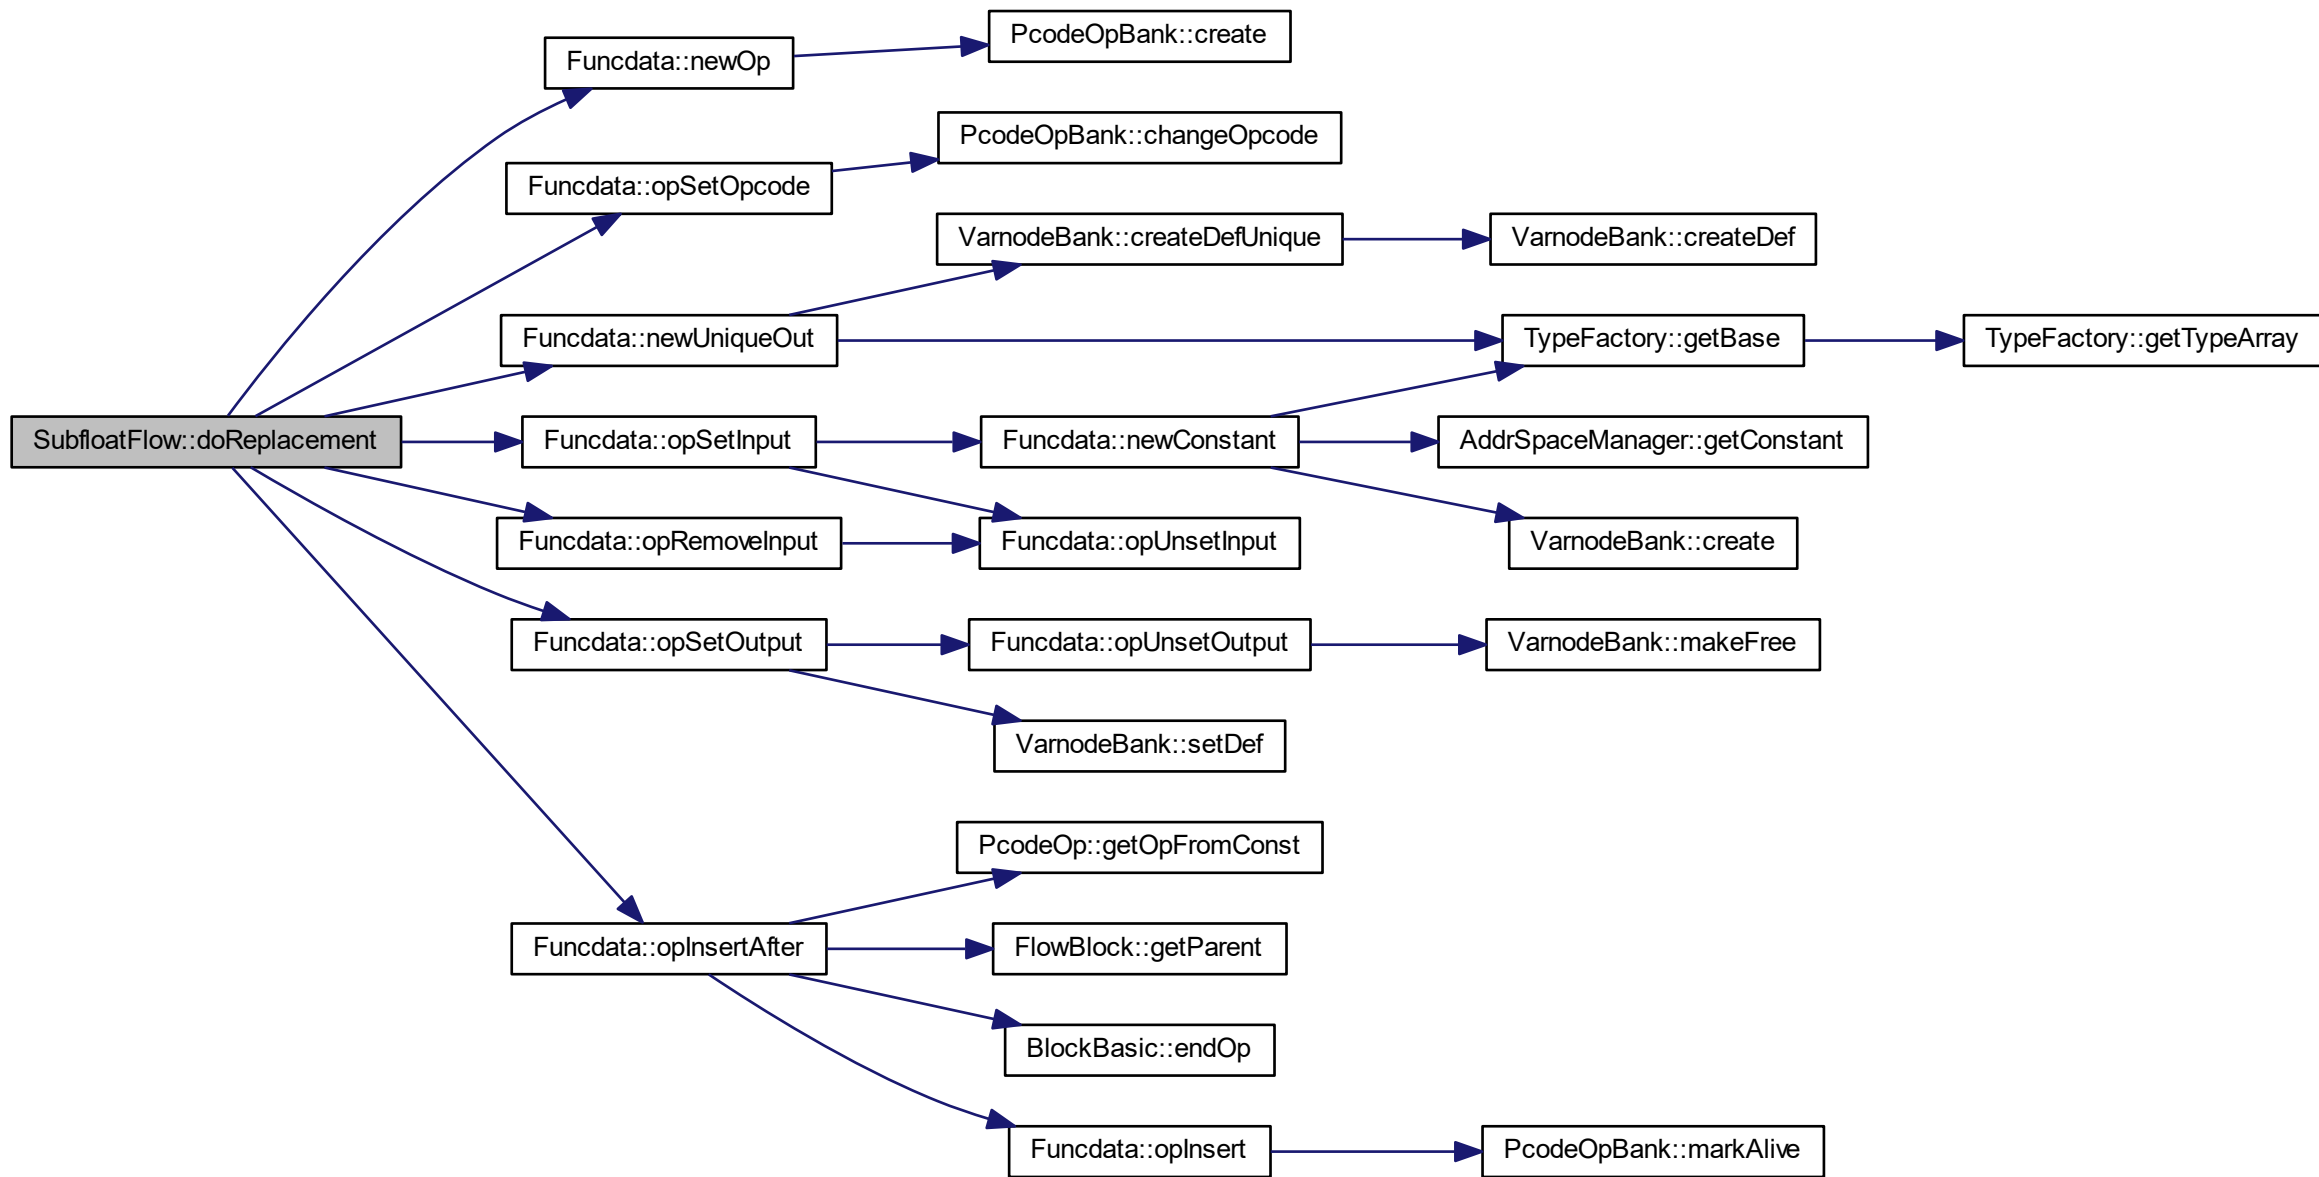 PcodeOpBank::create
Funcdata::newOp
PcodeOpBank::changeOpcode
Funcdata::opSetOpcode
VarnodeBank::createDefUnique
VarnodeBank::createDef
Funcdata::newUniqueOut
TypeFactory::getBase
TypeFactory::getTypeArray
SubfloatFlow::doReplacement
Funcdata::opSetInput
Funcdata::newConstant
AddrSpaceManager::getConstant
Funcdata::opRemoveInput
Funcdata::opUnsetInput
VarnodeBank::create
Funcdata::opSetOutput
Funcdata::opUnsetOutput
VarnodeBank::makeFree
VarnodeBank::setDef
PcodeOp::getOpFromConst
Funcdata::opInsertAfter
FlowBlock::getParent
BlockBasic::endOp
Funcdata::opInsert
PcodeOpBank::markAlive